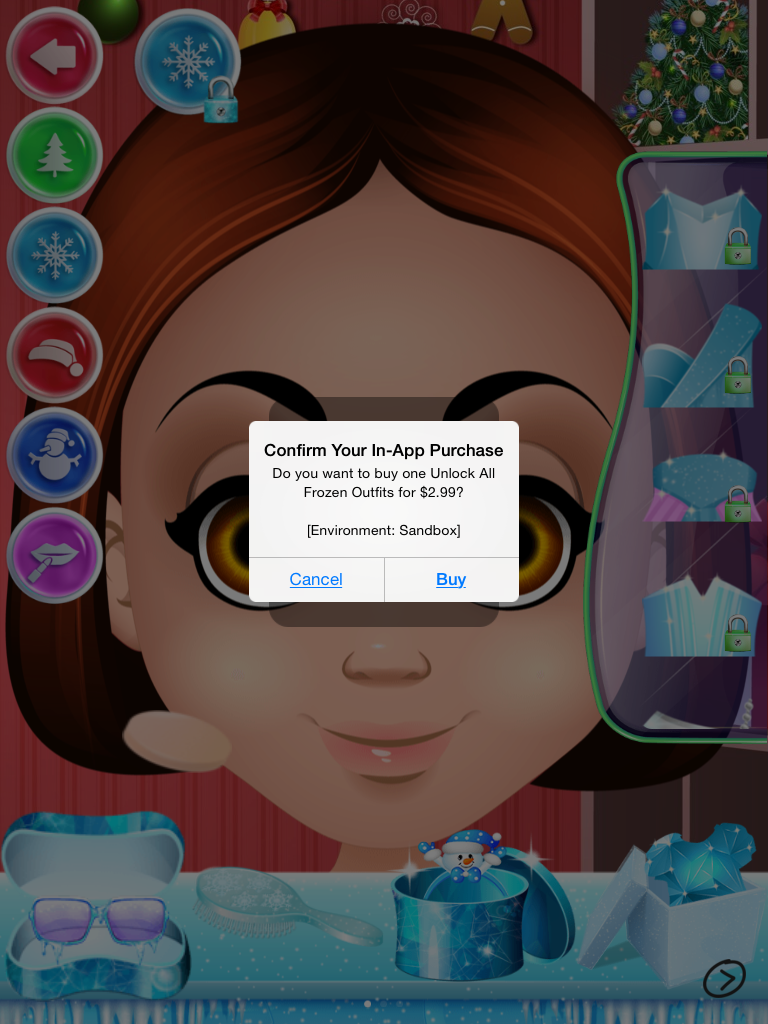 Confirm Your In-App Purchase
Do you want to buy one Unlock All
Frozen Outfits for $2.99?
[Environment: Sandbox]
Cancel
Buy